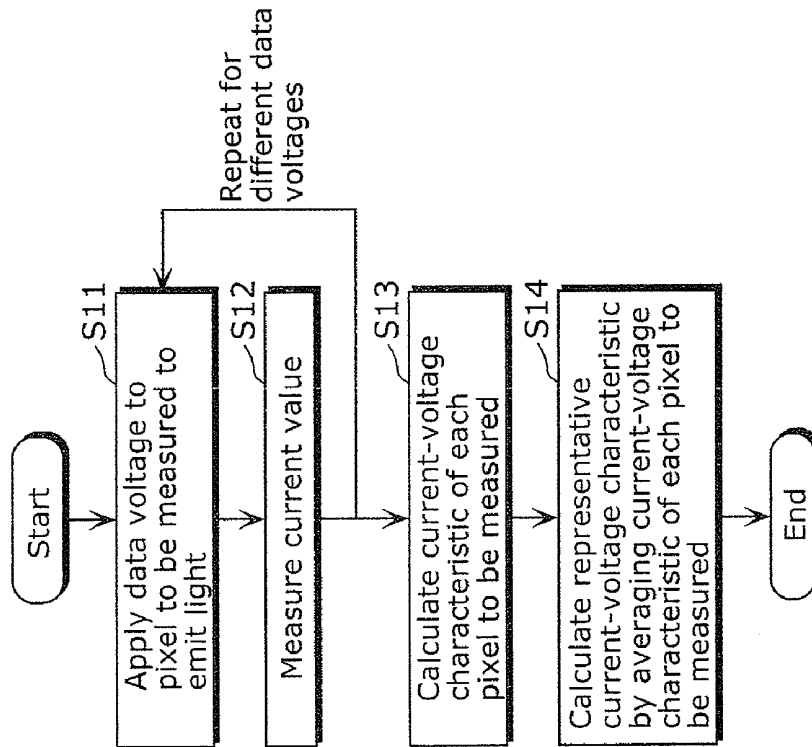 Start
S11
Apply data voltage to
pixel to be measured to
emit light
Repeat for
different data
voltages
S12
Measure current value
S13
Calculate current-voltage
characteristic of each
pixel to be measured
S14
Calculate representative
current-voltage characteristic
by averaging current-voltage
characteristic of each pixel to
be measured
End